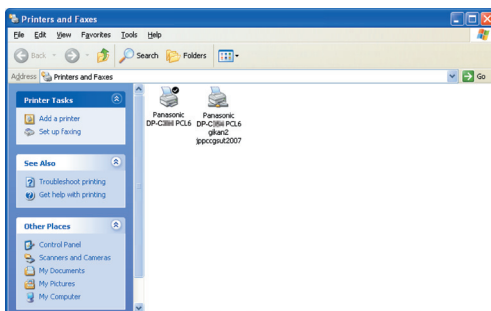 Printers and Faxes
File Edit View Favorites Tools Help
Back Search Folders
Address Printers and Faxes Go
Printer Tasks
Add a printer
Set up faxing
See Also
Troubleshoot printing
Get help with printing
Other Places
Control Panel
Scanners and Cameras
My Documents
My Pictures
My Computer
Panasonic
PCL6
Panasonic
PCL6
gikan2
jppccgsut2007